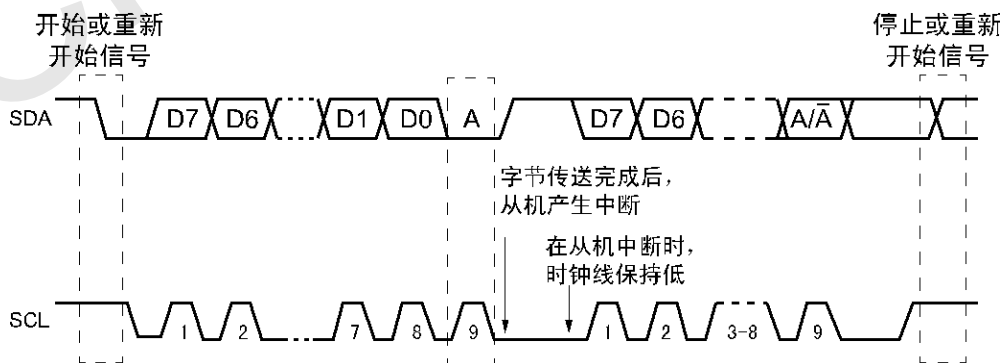 开始或重新
开始信号
停止或重新
开始信号
SDA
D7 D6 D1 D0 A D7 D6 A/Ā
字节传送完成后，
从机产生中断
在从机中断时，
时钟线保持低
SCL
1 2 7 8 9 1 2 3-8 9